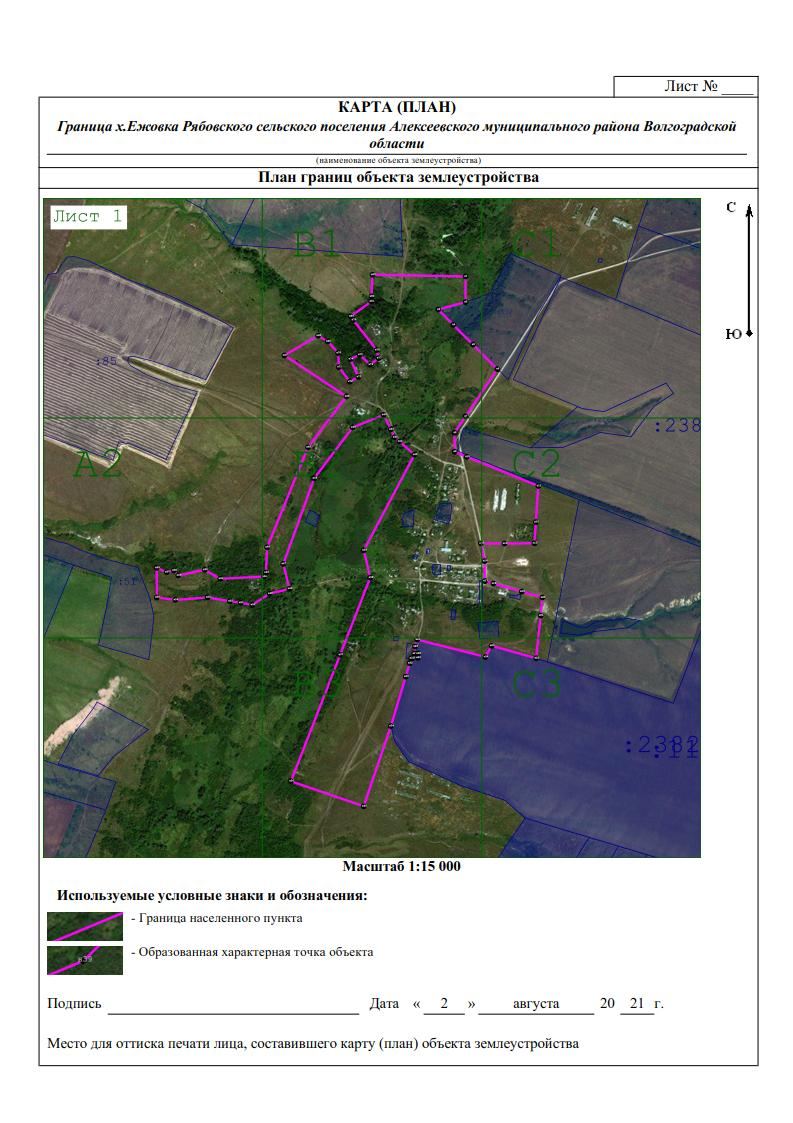 Лист № ____
КАРТА (ПЛАН)
Граница х.Ежовка Рябовского сельского поселения Алексеевского муниципального района Волгоградской
области
(наименование объекта землеустройства)
План границ объекта землеустройства
Лист 1
С
B1
C1
Ю
:85
:238
A2
C2
:51
C3
:2382
Масштаб 1:15 000
Используемые условные знаки и обозначения:
- Граница населенного пункта
- Образованная характерная точка объекта
Подпись
Дата « 2 » августа 20 21 г.
Место для оттиска печати лица, составившего карту (план) объекта землеустройства